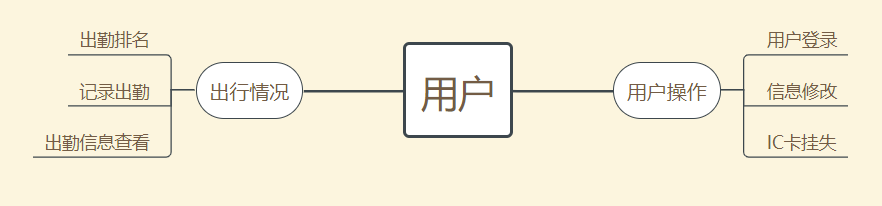 出勤排名
记录出勤
出勤信息查看
出行情况
用户
用户操作
用户登录
信息修改
IC卡挂失